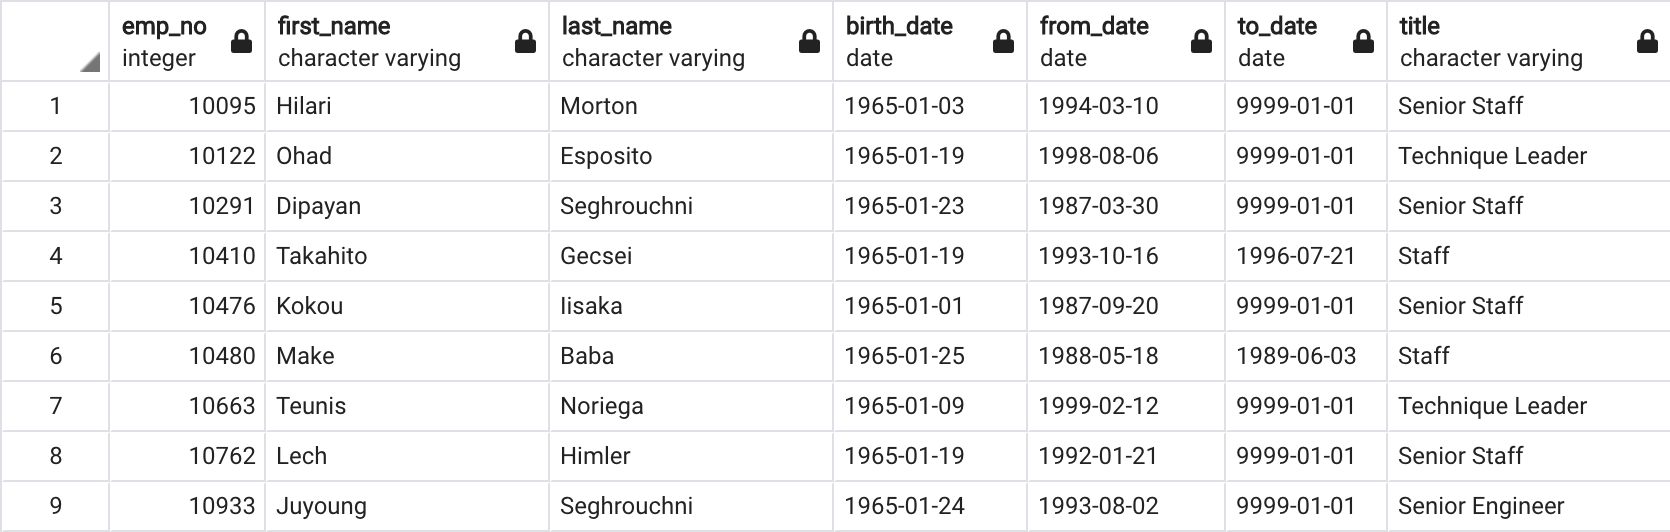 emp_no first_name last_name birth_date from_date to_date title
integer character varying character varying date date date character varying
1 10095 Hilari Morton 1965-01-03 1994-03-10 9999-01-01 Senior Staff
2 10122 Ohad Esposito 1965-01-19 1998-08-06 9999-01-01 Technique Leader
3 10291 Dipayan Seghrouchni 1965-01-23 1987-03-30 9999-01-01 Senior Staff
4 10410 Takahito Gecsei 1965-01-19 1993-10-16 1996-07-21 Staff
5 10476 Kokou Iisaka 1965-01-01 1987-09-20 9999-01-01 Senior Staff
6 10480 Make Baba 1965-01-25 1988-05-18 1989-06-03 Staff
7 10663 Teunis Noriega 1965-01-09 1999-02-12 9999-01-01 Technique Leader
8 10762 Lech Himler 1965-01-19 1992-01-21 9999-01-01 Senior Staff
9 10933 Juyoung Seghrouchni 1965-01-24 1993-08-02 9999-01-01 Senior Engineer